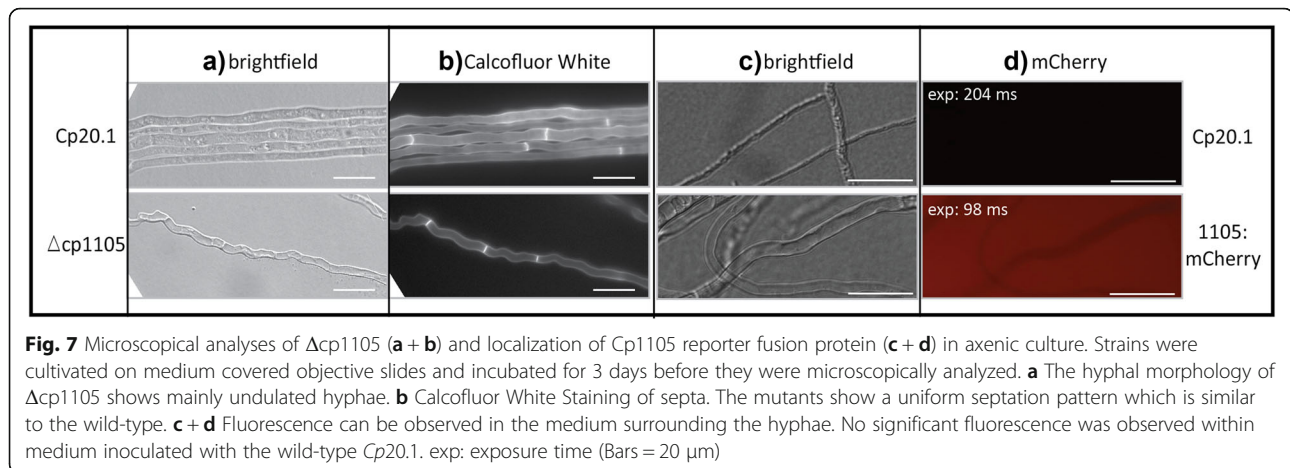 a) brightfield b) Calcofluor White c) brightfield d) mCherry
Cp20.1 exp: 204 ms Cp20.1
Δcp1105 exp: 98 ms 1105:
mCherry
Fig. 7 Microscopical analyses of Δcp1105 (a + b) and localization of Cp1105 reporter fusion protein (c + d) in axenic culture. Strains were
cultivated on medium covered objective slides and incubated for 3 days before they were microscopically analyzed. a The hyphal morphology of
Δcp1105 shows mainly undulated hyphae. b Calcofluor White Staining of septa. The mutants show a uniform septation pattern which is similar
to the wild-type. c + d Fluorescence can be observed in the medium surrounding the hyphae. No significant fluorescence was observed within
medium inoculated with the wild-type Cp20.1. exp: exposure time (Bars = 20 μm)